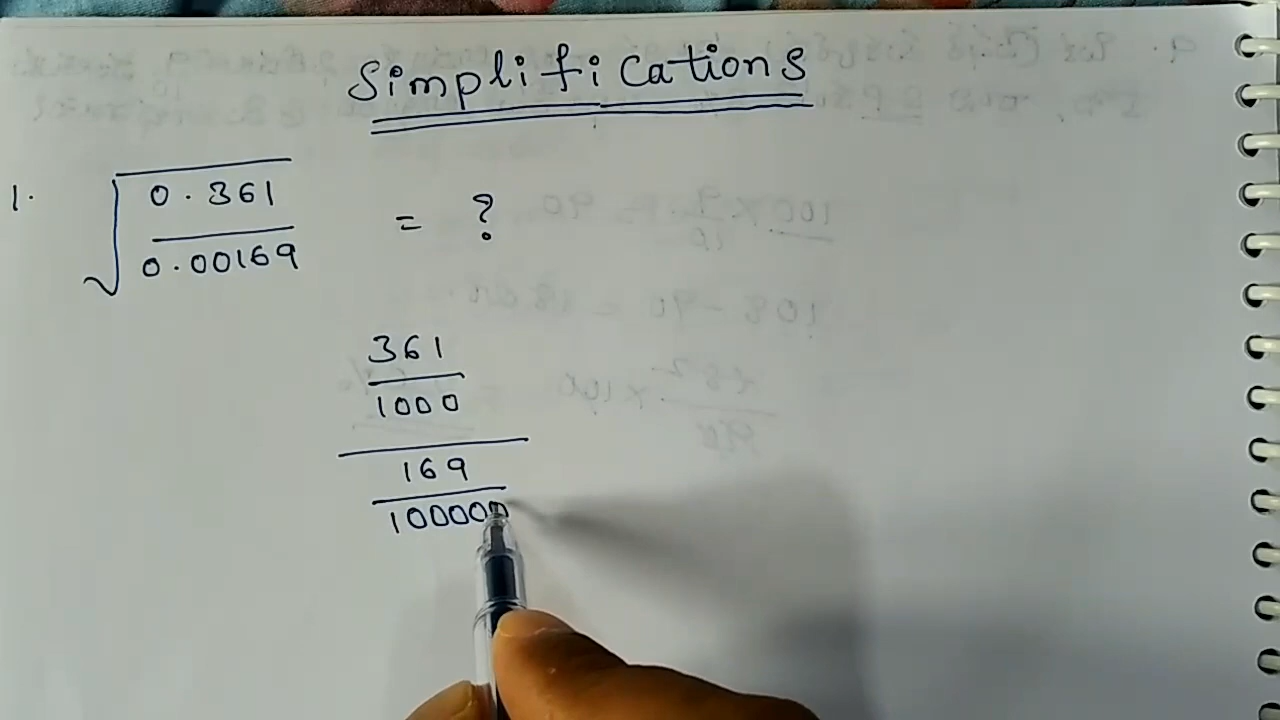 Simplifications
1. √ 0.361 / 0.00169 = ?
361
1000
169
100000